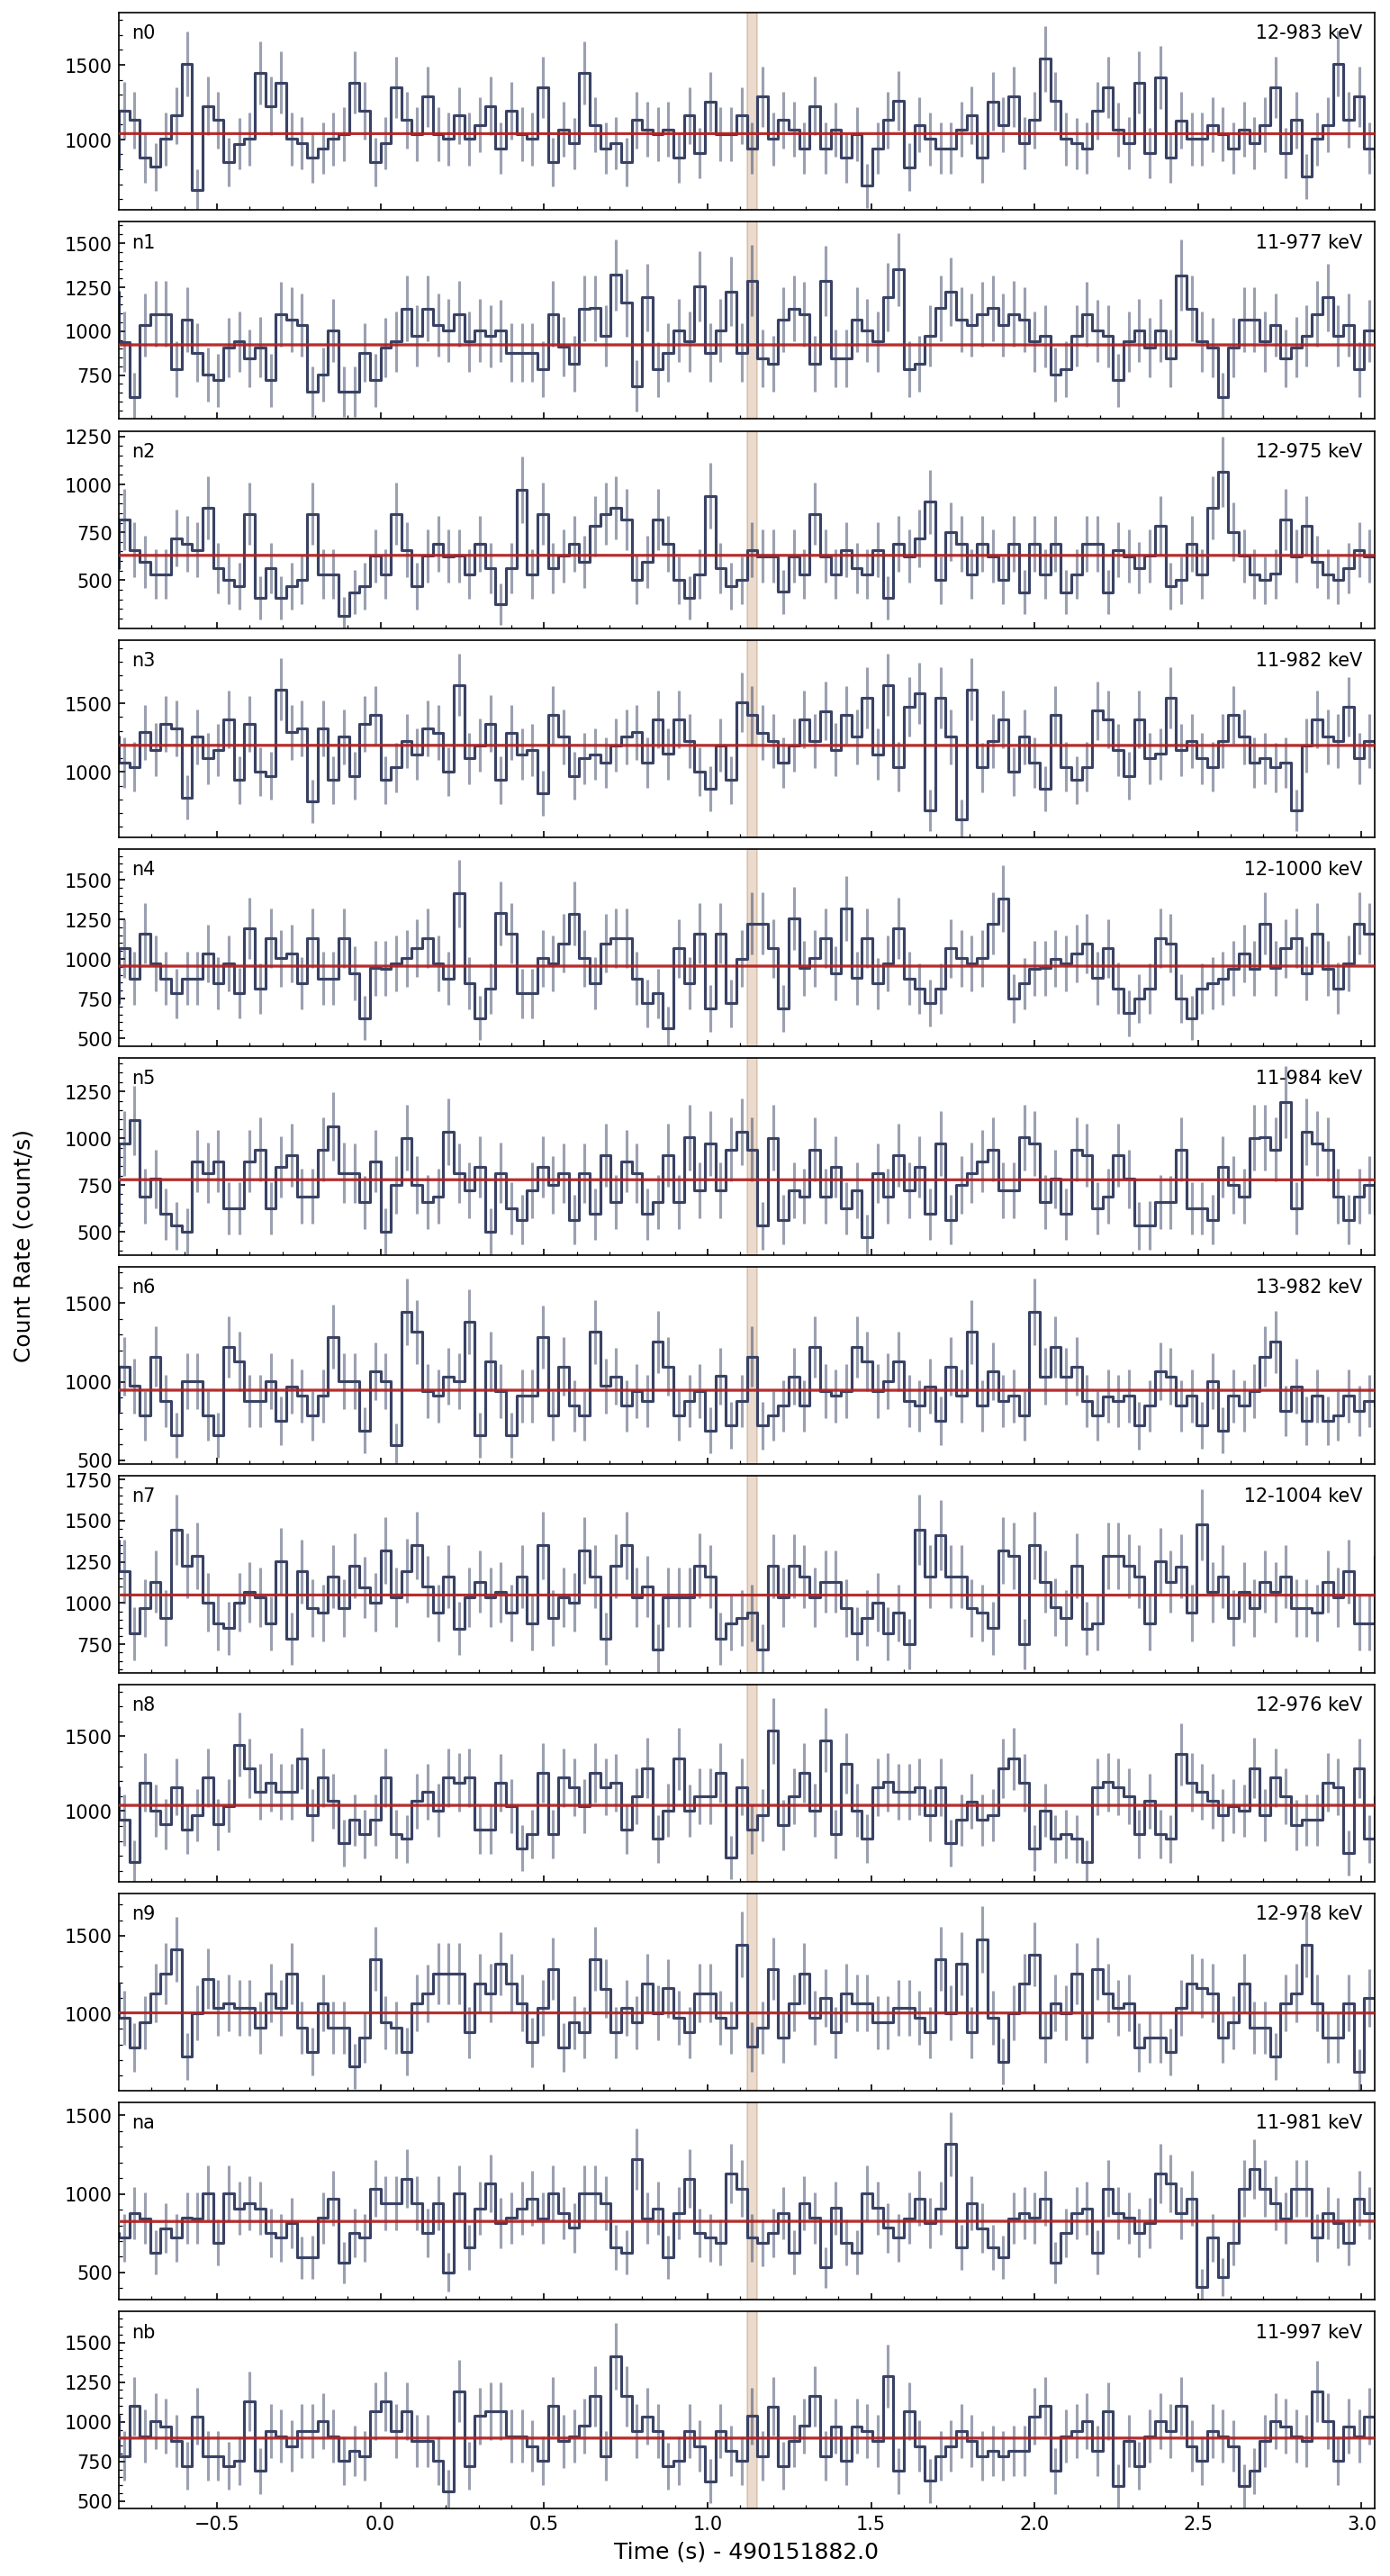 n0 12-983 keV
1500
1000
n1 11-977 keV
1500
1250
1000
750
n2 12-975 keV
1250
1000
750
500
n3 11-982 keV
1500
1000
n4 12-1000 keV
1500
1250
1000
750
500
n5 11-984 keV
1250
1000
750
500
Count Rate (count/s)
n6 13-982 keV
1500
1000
500
n7 12-1004 keV
1750
1500
1250
1000
750
n8 12-976 keV
1500
1000
n9 12-978 keV
1500
1000
na 11-981 keV
1500
1000
500
nb 11-997 keV
1500
1250
1000
750
500
−0.5 0.0 0.5 1.0 1.5 2.0 2.5 3.0
Time (s) - 490151882.0